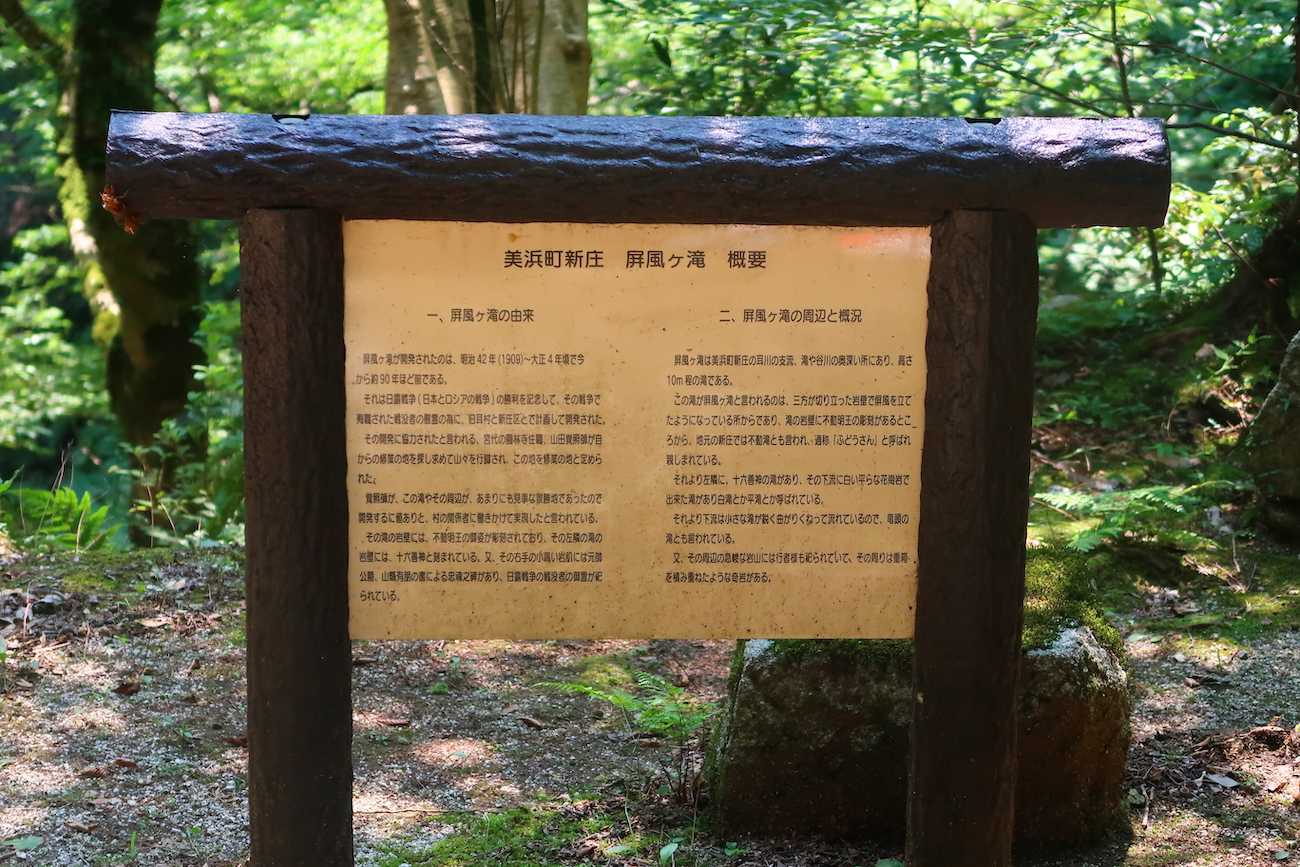 美浜町新庄　屏風ヶ滝　概要
一、屏風ヶ滝の由来
屏風ヶ滝が開発されたのは、明治42年(1909)～大正4年頃で今
から約90年ほど前である。
それは日露戦争(日本とロシアの戦争)の勝利を記念して、その戦争で
有職された戦没者の慰霊の為に、旧耳村と新庄区とで計画して開発された。
その開発に協力されたと言われる、宮代の園林寺住職、山田覚照師が自
からの修業の地を探し求めて山々を行脚され、この地を修業の地と定めら
れた。
覚照師が、この滝やその周辺が、あまりにも見事な景勝地であったので
開発するに値ありと、村の関係者に働きかけて実現したと言われている。
その滝の岩壁には、不動明王の御姿が彫刻されており、その左隣の滝の
岩壁には、十六善神と刻まれている。又、その右手の小高い岩肌には元帥
公爵、山縣有朋の書による忠魂之碑があり、日露戦争の戦没者の御霊が祀
られている。
二、屏風ヶ滝の周辺と概況
屏風ヶ滝は美浜町新庄の耳川の支流、滝や谷川の奥深い所にあり、高さ
10m程の滝である。
この滝が屏風ヶ滝と言われるのは、三方が切り立った岩壁で屏風を立て
たようになっている所からであり、滝の岩壁に不動明王の彫刻があるとこ
ろから、地元の新庄では不動滝とも言われ、通称「ふどうさん」と呼ばれ
親しまれている。
それより左隣に、十六善神の滝があり、その下流に白い平らな花崗岩で
出来た滝があり白滝とか平滝とか呼ばれている。
それより下流は小さな滝が鋭く曲がりくねって流れているので、竜頭の
滝とも言われている。
又、その周辺の急峻な岩山には行者様も祀られていて、その周りは重箱
を積み重ねたような奇岩がある。